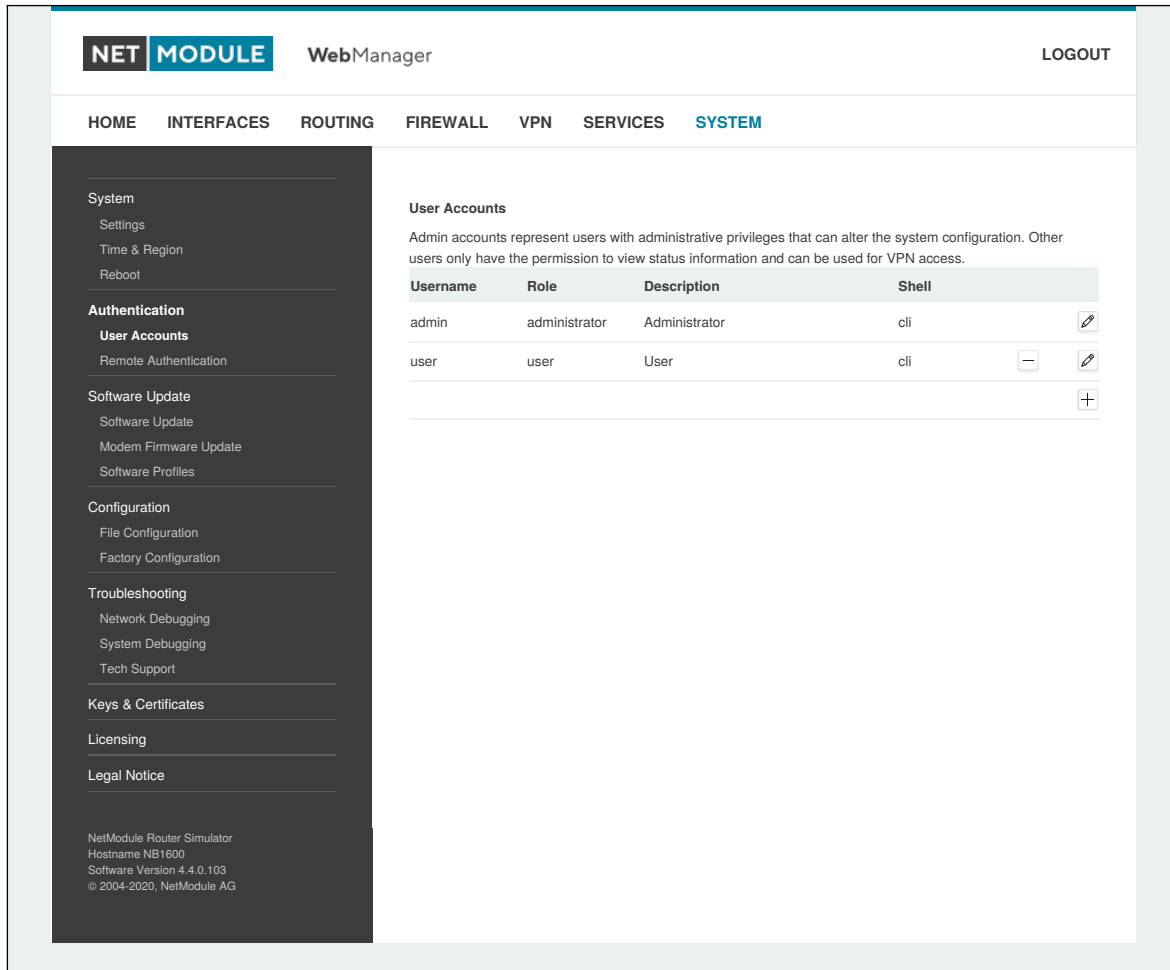 NET MODULE WebManager LOGOUT
HOME INTERFACES ROUTING FIREWALL VPN SERVICES SYSTEM
System
Settings
Time & Region
Reboot
Authentication
User Accounts
Remote Authentication
Software Update
Software Update
Modem Firmware Update
Software Profiles
Configuration
File Configuration
Factory Configuration
Troubleshooting
Network Debugging
System Debugging
Tech Support
Keys & Certificates
Licensing
Legal Notice
NetModule Router Simulator
Hostname NB1600
Software Version 4.4.0.103
© 2004-2020, NetModule AG
User Accounts
Admin accounts represent users with administrative privileges that can alter the system configuration. Other
users only have the permission to view status information and can be used for VPN access.
Username Role Description Shell
admin administrator Administrator cli
user user User cli